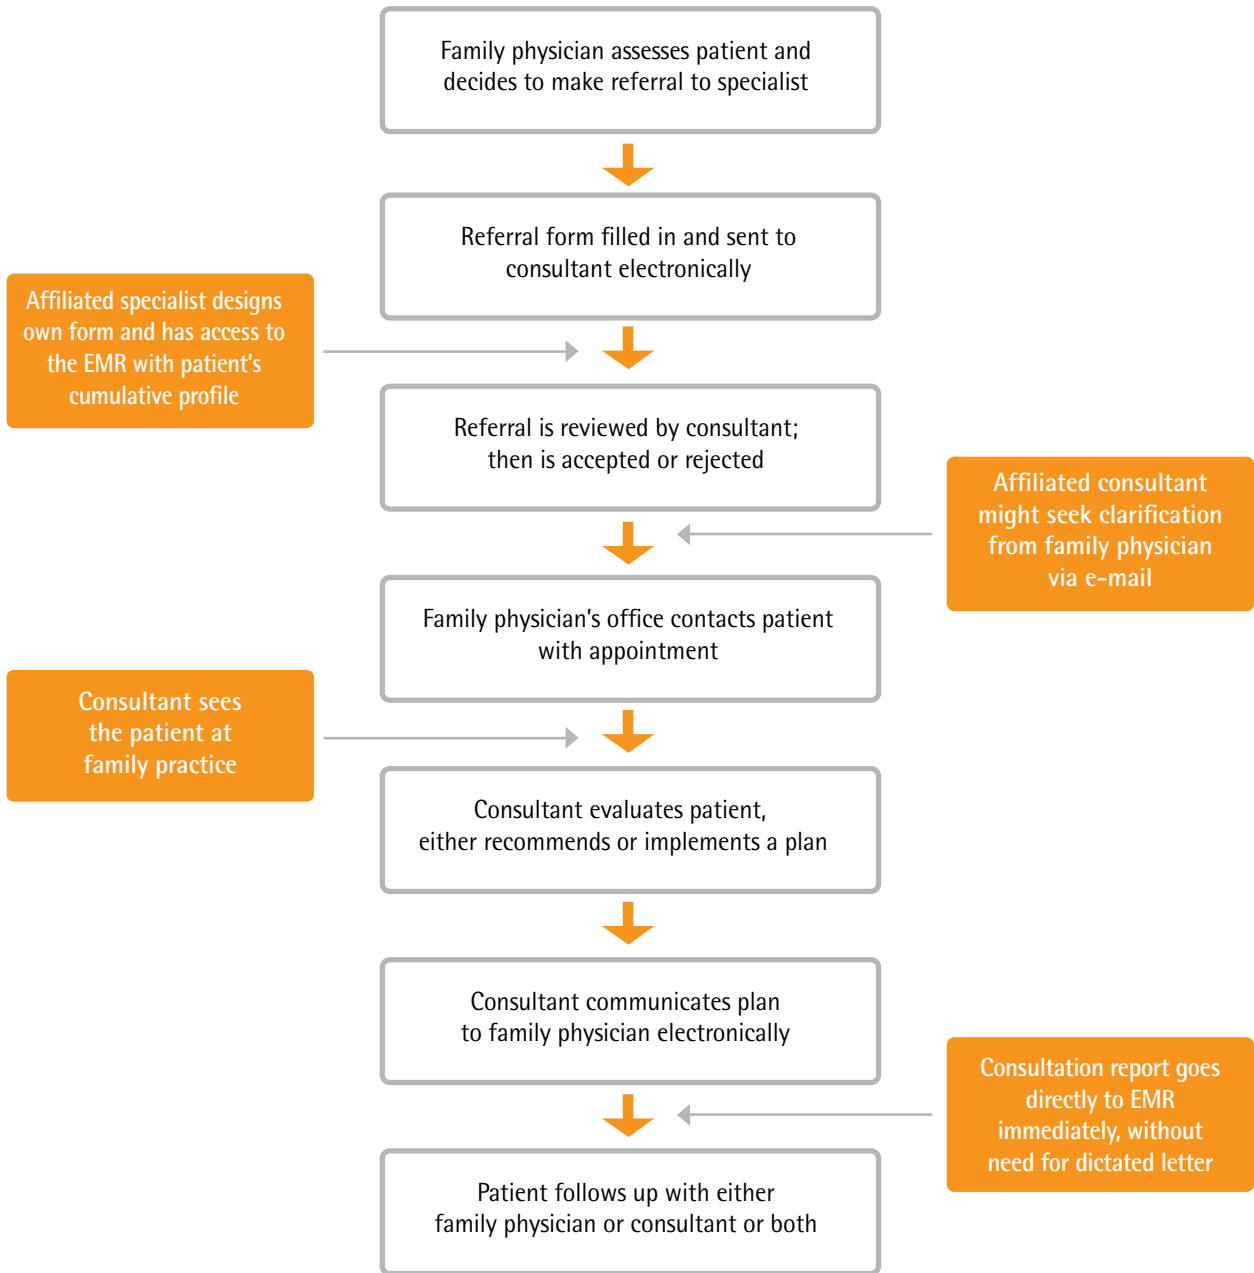 Family physician assesses patient and
decides to make referral to specialist
Referral form filled in and sent to
consultant electronically
Affiliated specialist designs
own form and has access to
the EMR with patient's
cumulative profile
Referral is reviewed by consultant;
then is accepted or rejected
Affiliated consultant
might seek clarification
from family physician
via e-mail
Family physician's office contacts patient
with appointment
Consultant sees
the patient at
family practice
Consultant evaluates patient,
either recommends or implements a plan
Consultant communicates plan
to family physician electronically
Consultation report goes
directly to EMR
immediately, without
need for dictated letter
Patient follows up with either
family physician or consultant or both